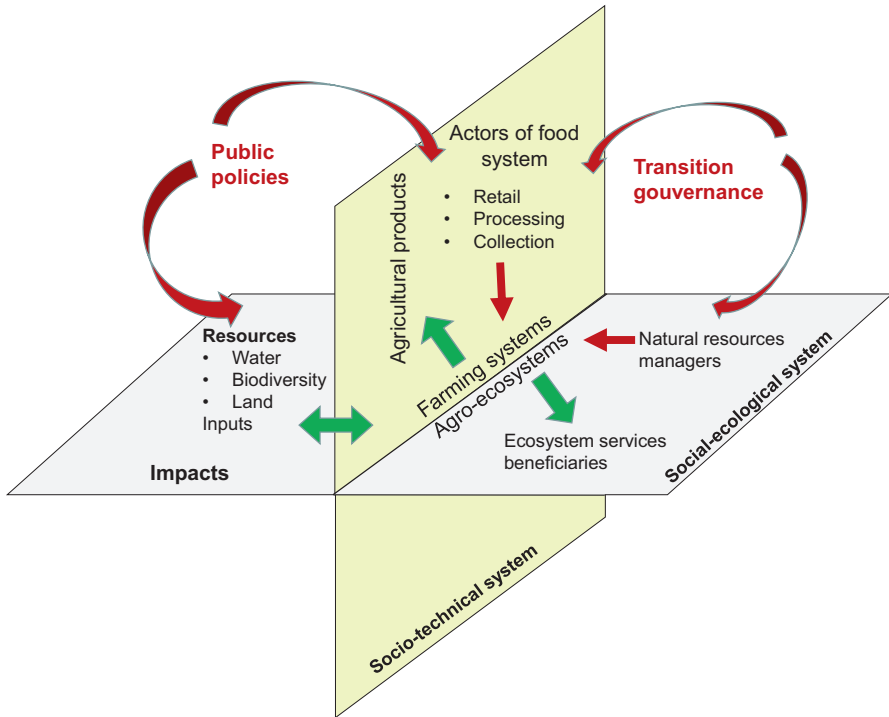 Public
policies
Actors of food
system
• Retail
• Processing
• Collection
Transition
gouvernance
Agricultural products
Resources
• Water
• Biodiversity
• Land
Inputs
Impacts
Farming systems
Agro-ecosystems
Natural resources
managers
Ecosystem services
beneficiaries
Social-ecological system
Socio-technical system